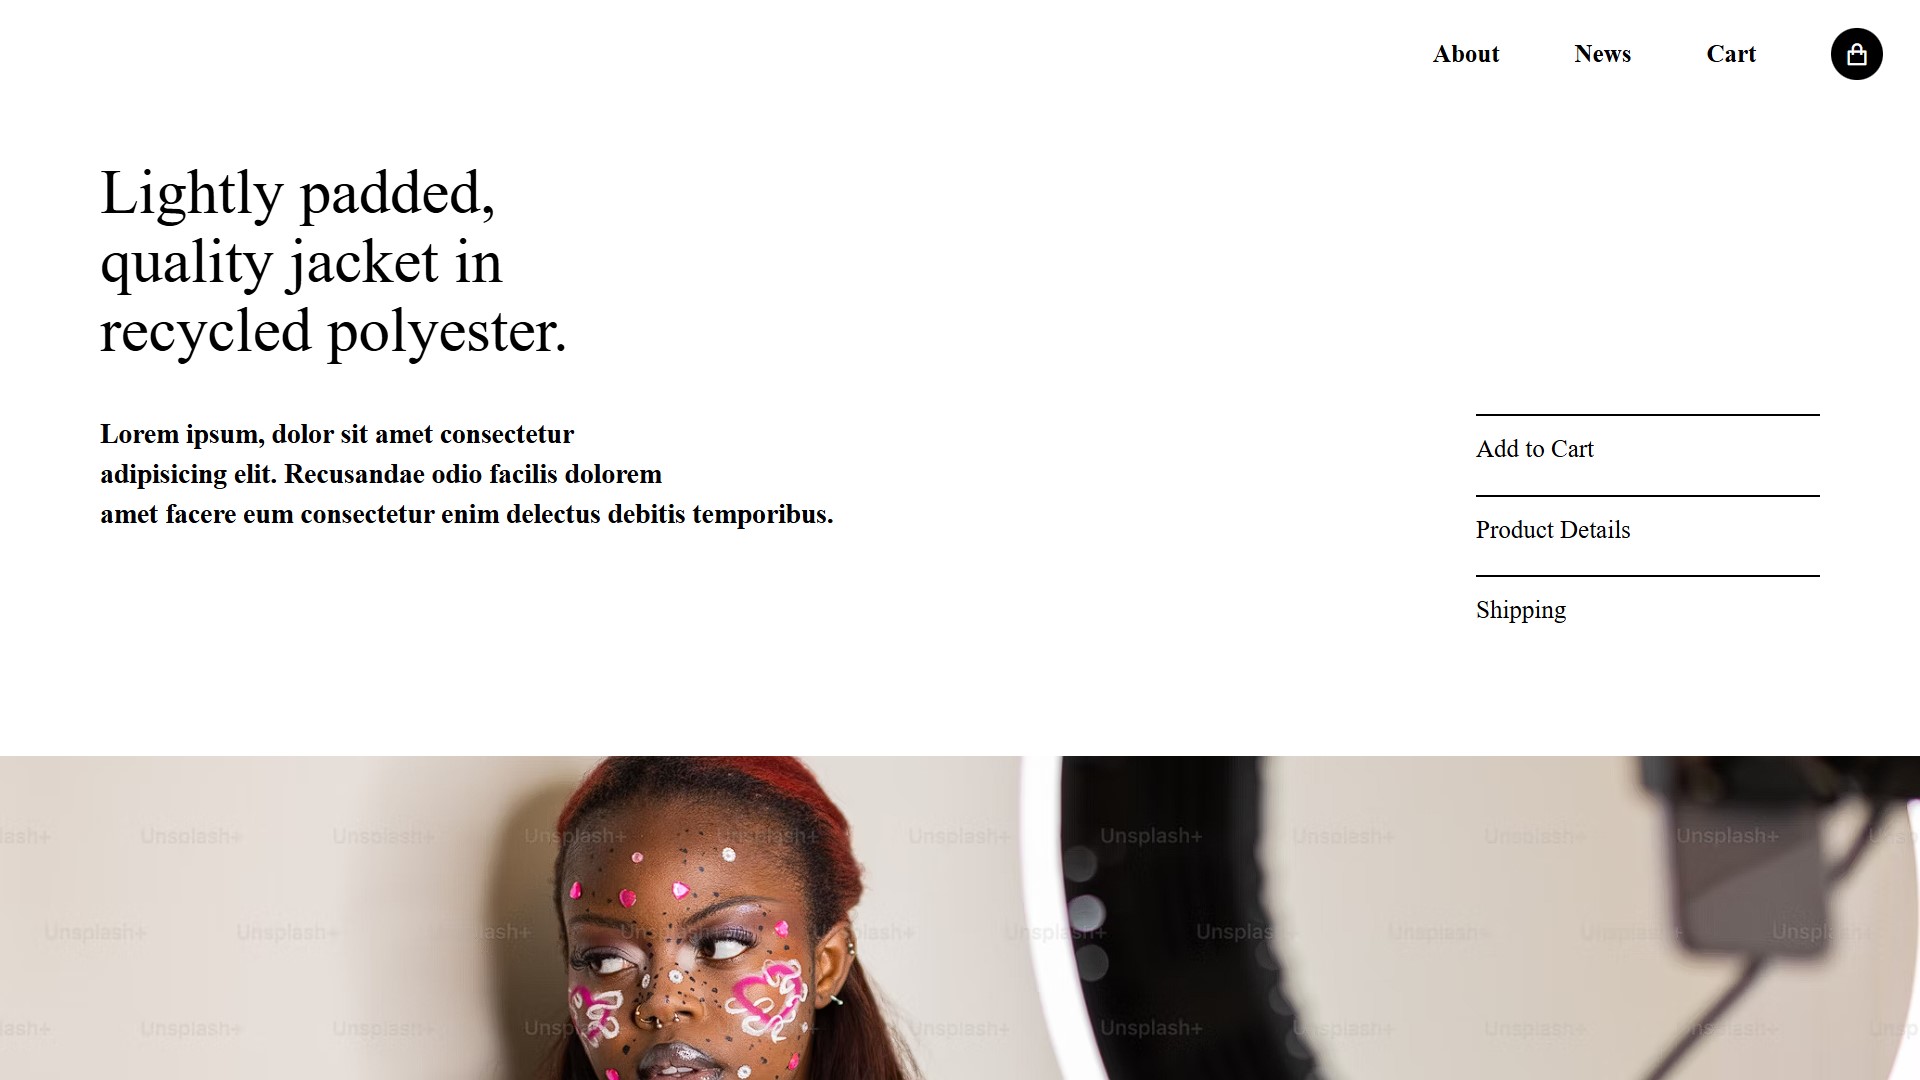 About
News
Cart
Lightly padded,
quality jacket in
recycled polyester.
Lorem ipsum, dolor sit amet consectetur
adipisicing elit. Recusandae odio facilis dolorem
amet facere eum consectetur enim delectus debitis temporibus.
Add to Cart
Product Details
Shipping
Unsplash+ Unsplash+ Unsplash+ Unsplash+ Unsplash+ Unsplash+ Unsplash+ Unsplash+ Unsplash+
Unsplash+ Unsplash+ Unsplash+ Unsplash+ Unsplash+ Unsplash+ Unsplash+ Unsplash+ Unsplash+ Unsplash+
Unsplash+ Unsplash+ Unsplash+ Unsplash+ Unsplash+ Unsplash+ Unsplash+ Unsplash+